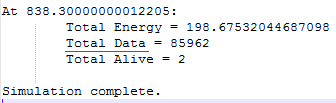 At 838.30000000012205:
Total Energy = 198.67532044687098
Total Data = 85962
Total Alive = 2
Simulation complete.